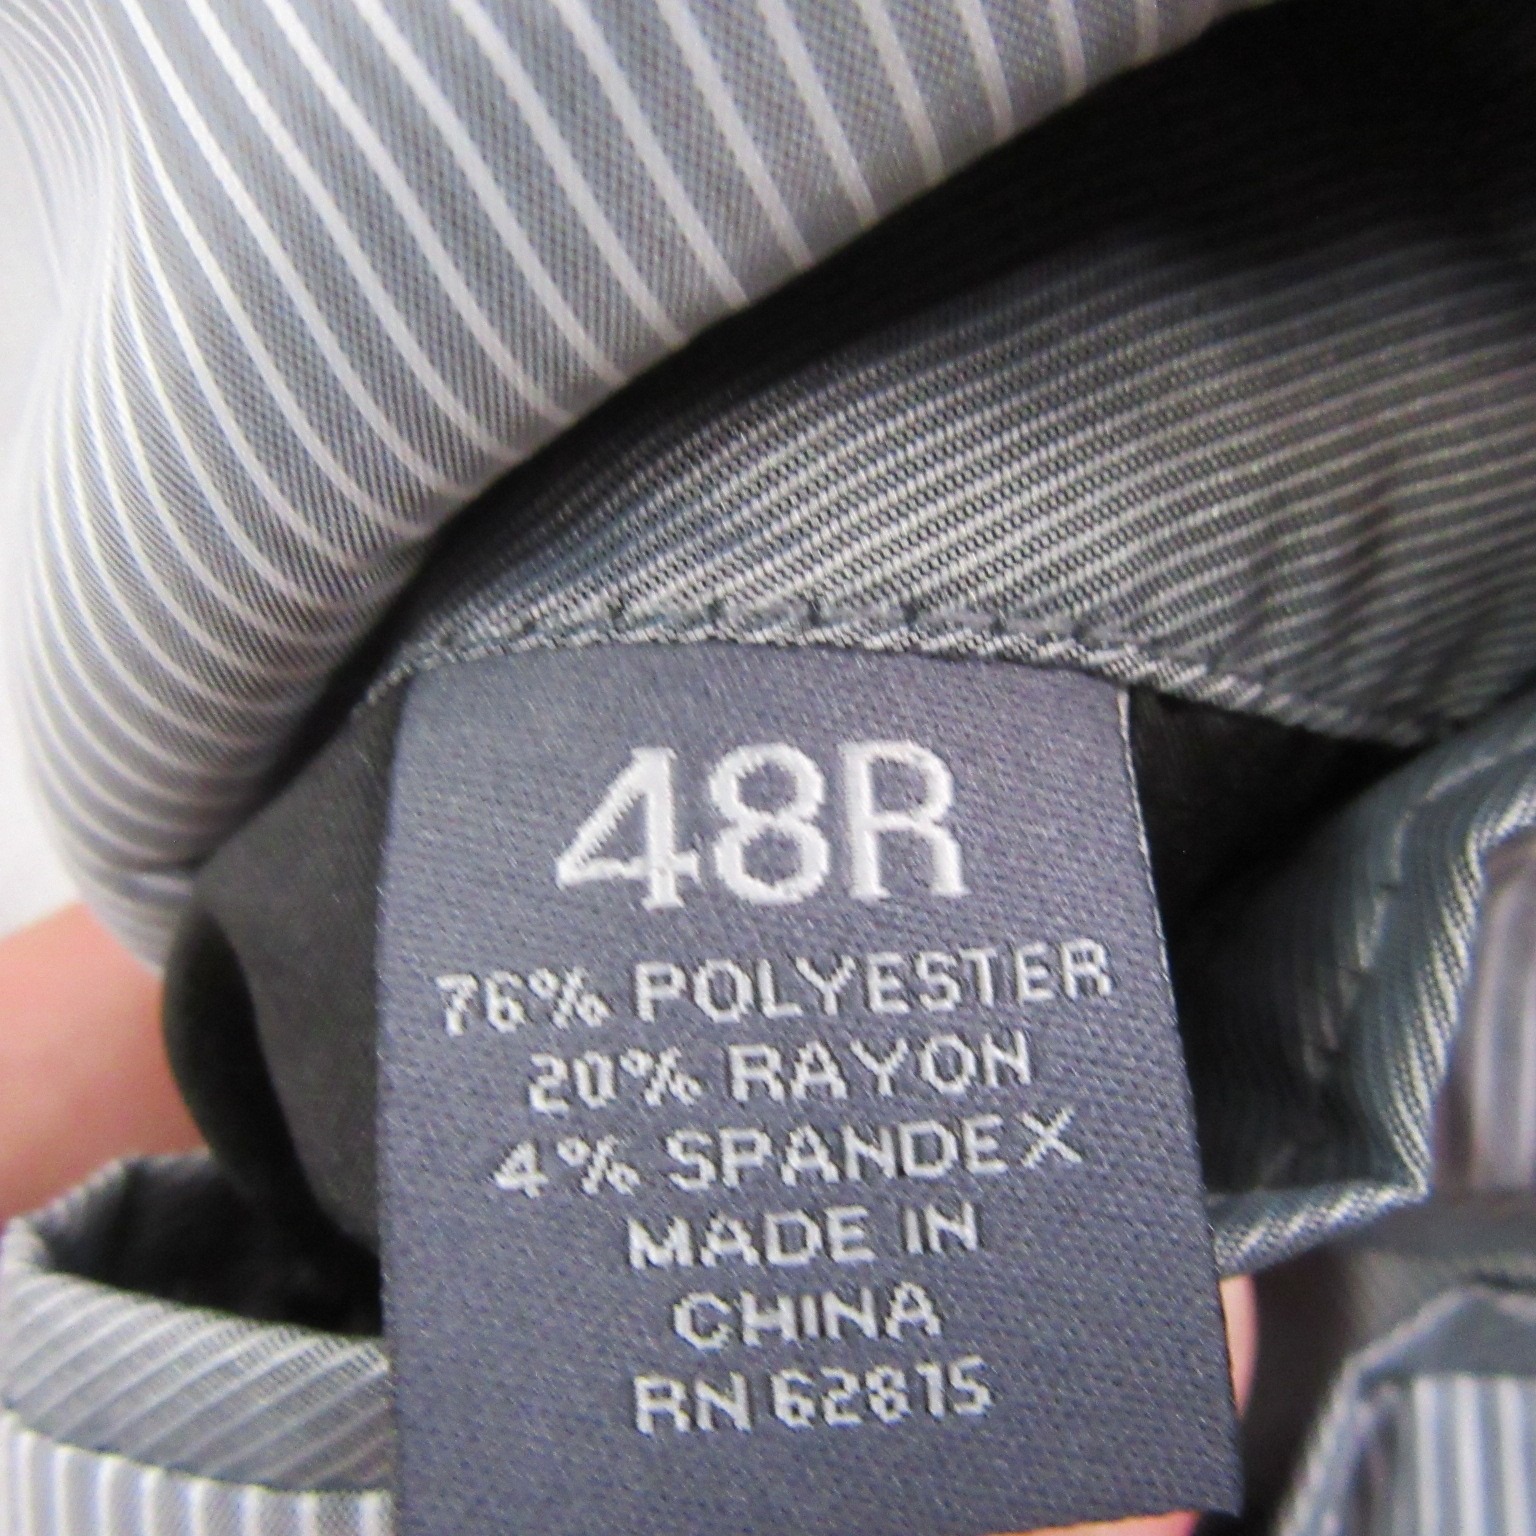 48R
76% POLYESTER
20% RAYON
4% SPANDEX
MADE IN
CHINA
RN 62815